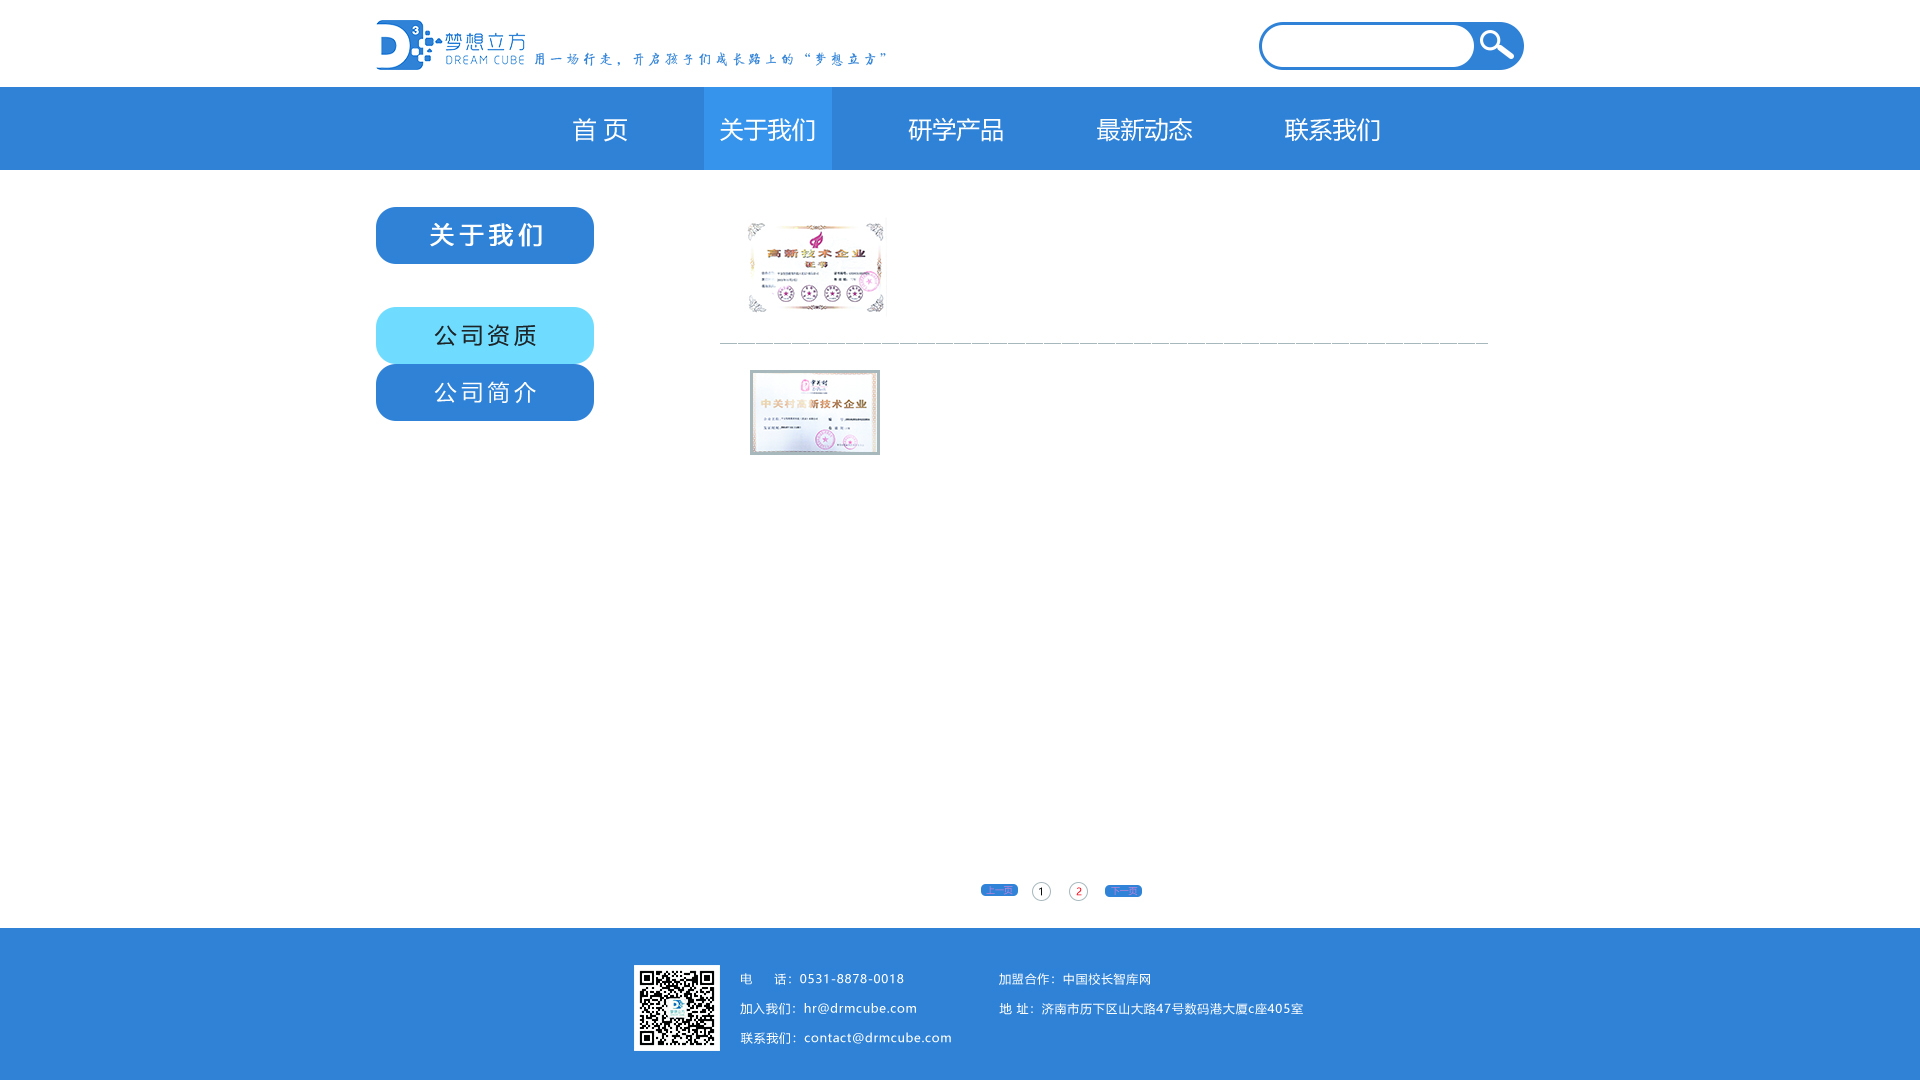 3
梦想立方
DREAM CUBE
用一场行走，开启孩子们成长路上的“梦想立方”
首 页
关于我们
研学产品
最新动态
联系我们
关于我们
公司资质
公司简介
高新技术企业
证书
中关村
中关村高新技术企业
上一页
1
2
下一页
电 话：0531-8878-0018
加入我们：hr@drmcube.com
联系我们：contact@drmcube.com
加盟合作：中国校长智库网
地 址：济南市历下区山大路47号数码港大厦c座405室